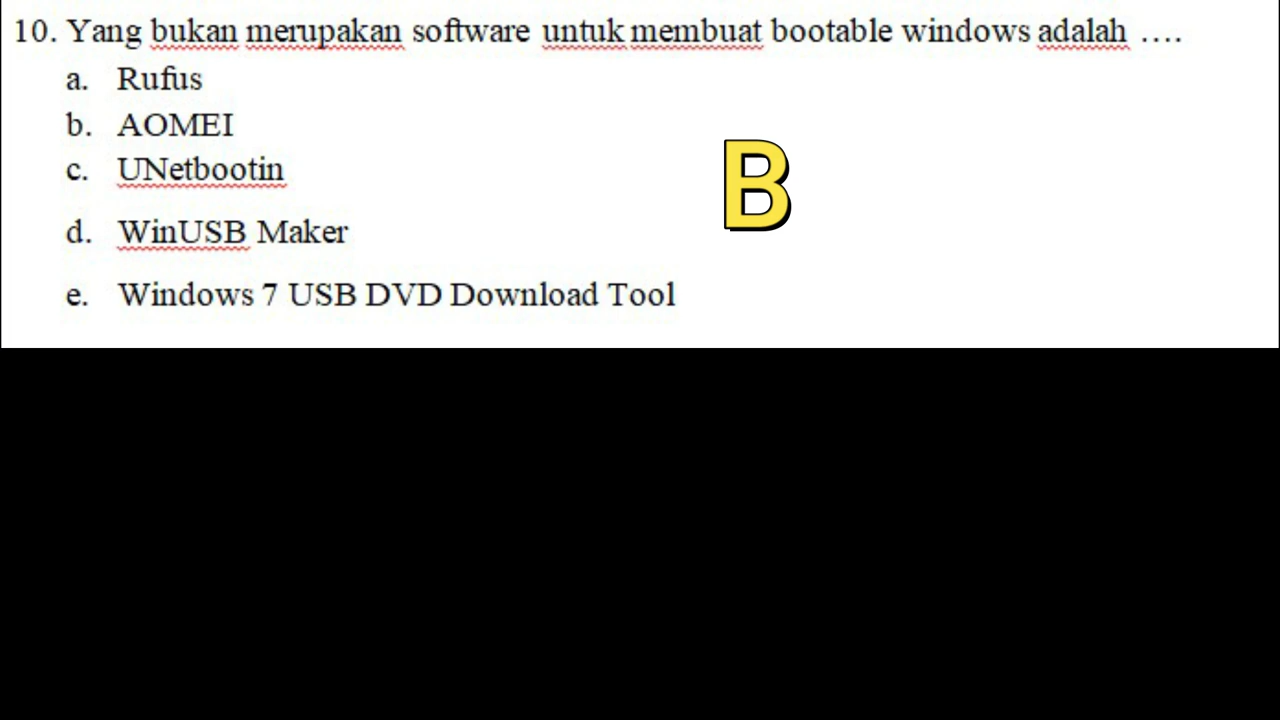 10. Yang bukan merupakan software untuk membuat bootable windows adalah ....
a. Rufus
b. AOMEI
c. UNetbootin
d. WinUSB Maker
e. Windows 7 USB DVD Download Tool
B